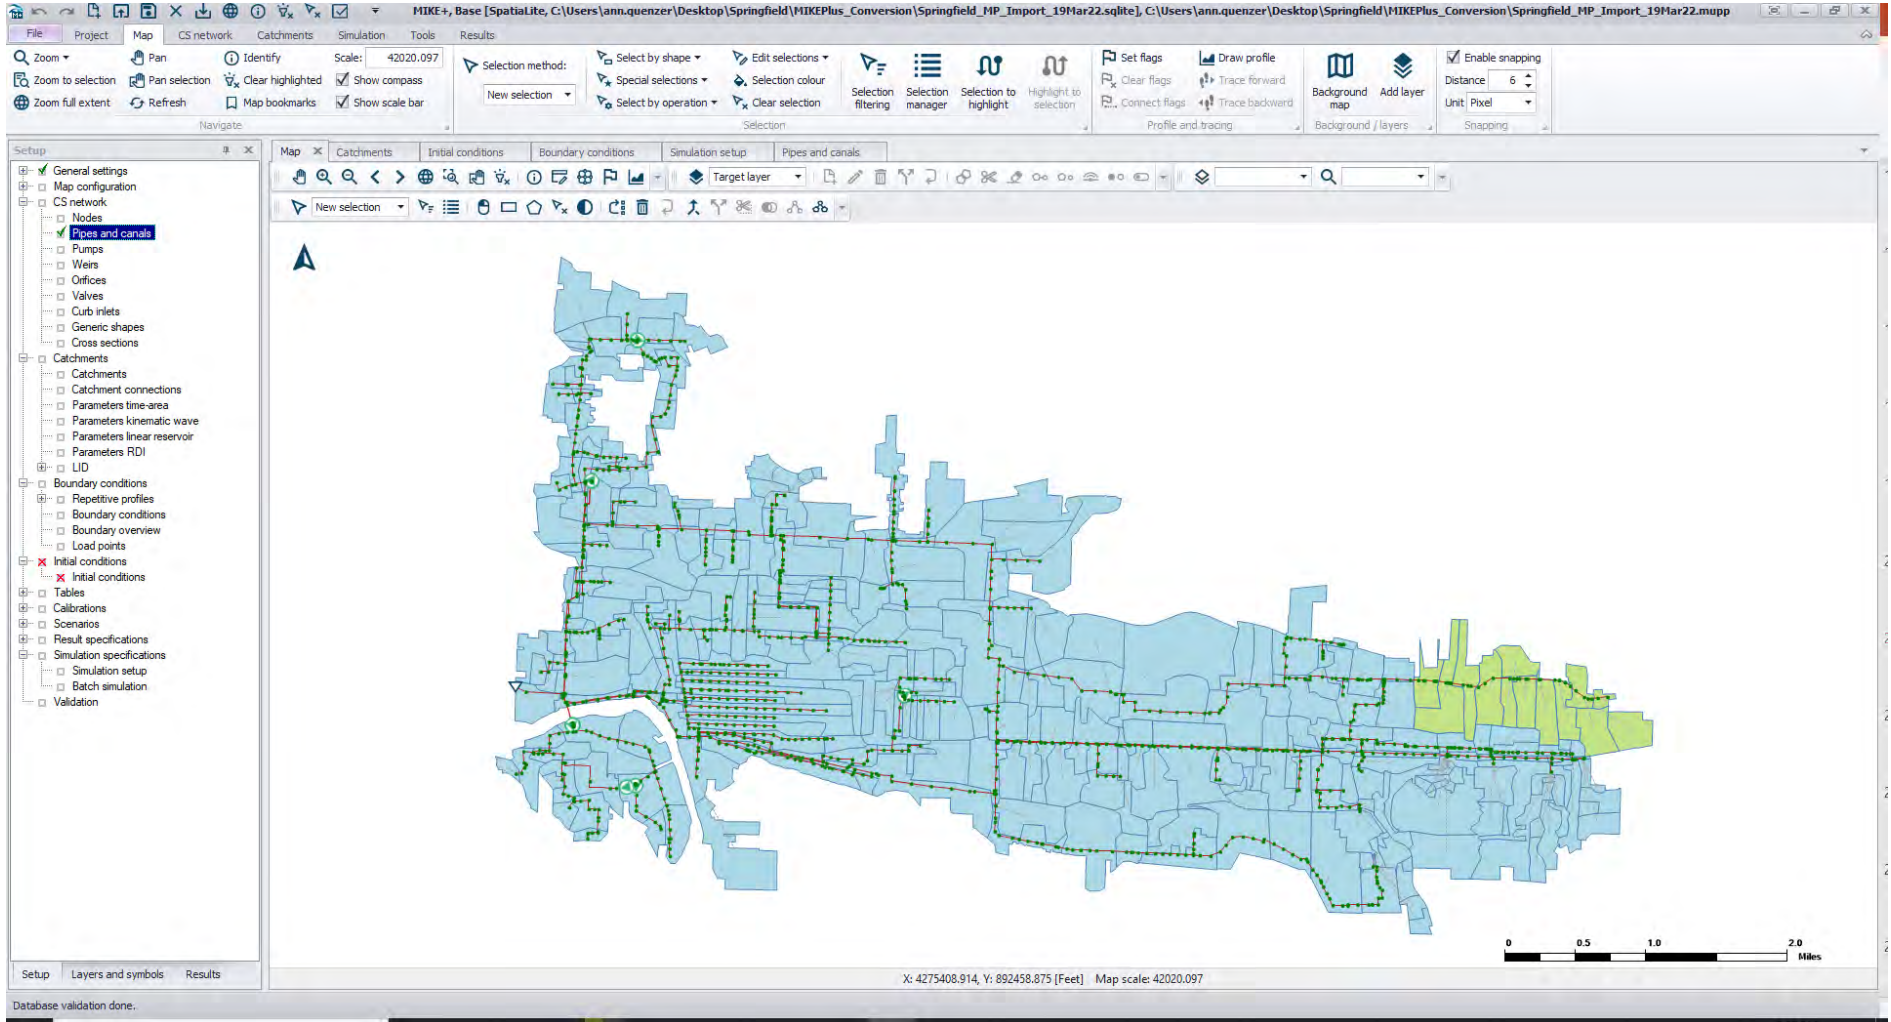 MIKE+, Base [SpatiaLite, C:\Users\ann.quenzer\Desktop\Springfield\MIKEPlus_Conversion\Springfield_MP_Import_19Mar22.sqlite], C:\Users\ann.quenzer\Desktop\Springfield\MIKEPlus_Conversion\Springfield_MP_Import_19Mar22.mupp
File Project Map CS network Catchments Simulation Tools Results
Zoom Pan Identify Scale: 42020.097
Zoom to selection Pan selection Clear highlighted Show compass
Zoom full extent Refresh Map bookmarks Show scale bar
Navigate
Selection method: Select by shape Edit selections
New selection Special selections Selection colour
Select by operation Clear selection
Selection filtering Selection manager Selection to highlight Highlight to selection
Selection
Set flags Draw profile
Clear flags Trace forward
Connect flags Trace backward
Profile and tracing
Background map Add layer
Background / layers
Enable snapping
Distance 6
Unit Pixel
Snapping
Setup
Map Catchments Initial conditions Boundary conditions Simulation setup Pipes and canals
Target layer
New selection
General settings
Map configuration
CS network
Nodes
Pipes and canals
Pumps
Weirs
Orifices
Valves
Curb inlets
Generic shapes
Cross sections
Catchments
Catchments
Catchment connections
Parameters time-area
Parameters kinematic wave
Parameters linear reservoir
Parameters RDI
LID
Boundary conditions
Repetitive profiles
Boundary conditions
Boundary overview
Load points
Initial conditions
Initial conditions
Tables
Calibrations
Scenarios
Result specifications
Simulation specifications
Simulation setup
Batch simulation
Validation
0 0.5 1.0 2.0
Miles
Setup Layers and symbols Results
X: 4275408.914, Y: 892458.875 [Feet] Map scale: 42020.097
Database validation done.